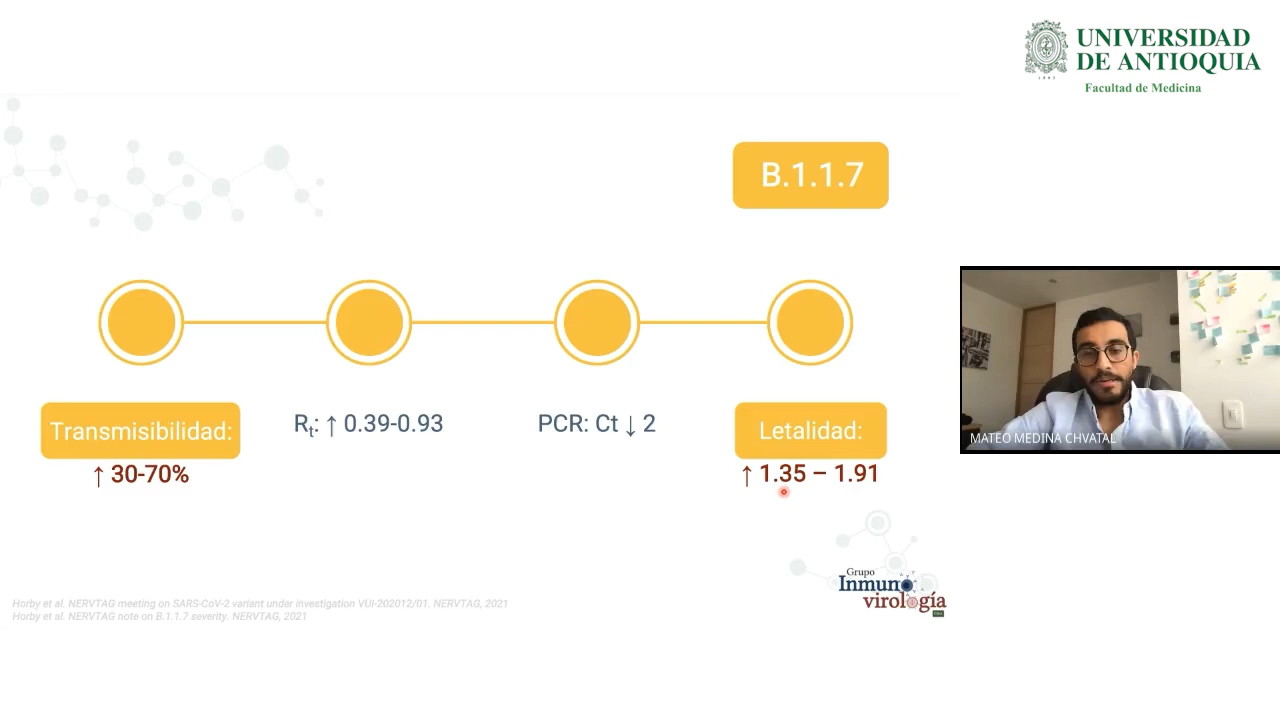 UNIVERSIDAD
DE ANTIOQUIA
1803
Facultad de Medicina
B.1.1.7
Transmisibilidad:
↑ 30-70%
Rt: ↑ 0.39-0.93
PCR: Ct ↓ 2
Letalidad:
↑ 1.35 – 1.91
MATEO MEDINA CHVATAL
Grupo
Inmuno
virología
Horby et al. NERVTAG meeting on SARS-CoV-2 variant under investigation VUI-202012/01. NERVTAG, 2021
Horby et al. NERVTAG note on B.1.1.7 severity. NERVTAG, 2021